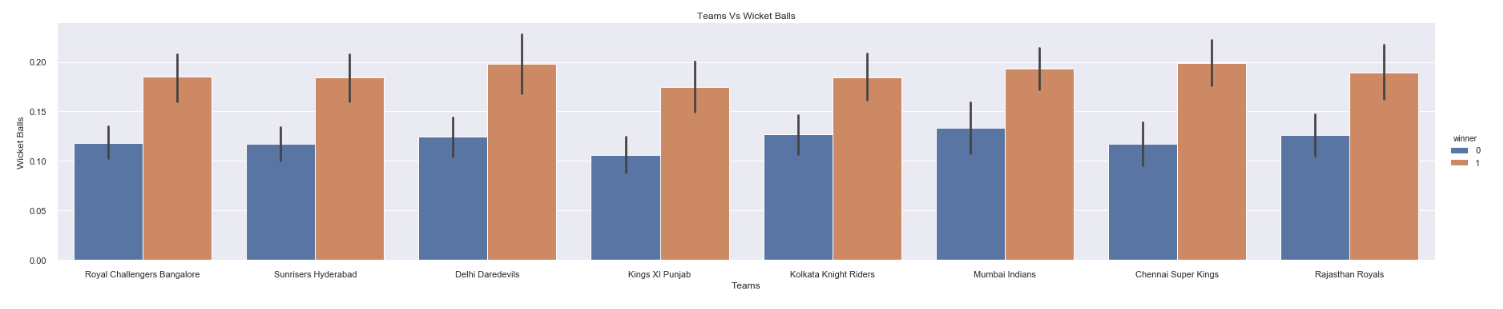 Teams Vs Wicket Balls
Wicket Balls
0.20
0.15
0.10
0.05
0.00
Royal Challengers Bangalore
Sunrisers Hyderabad
Delhi Daredevils
Kings XI Punjab
Kolkata Knight Riders
Mumbai Indians
Chennai Super Kings
Rajasthan Royals
Teams
winner
0
1